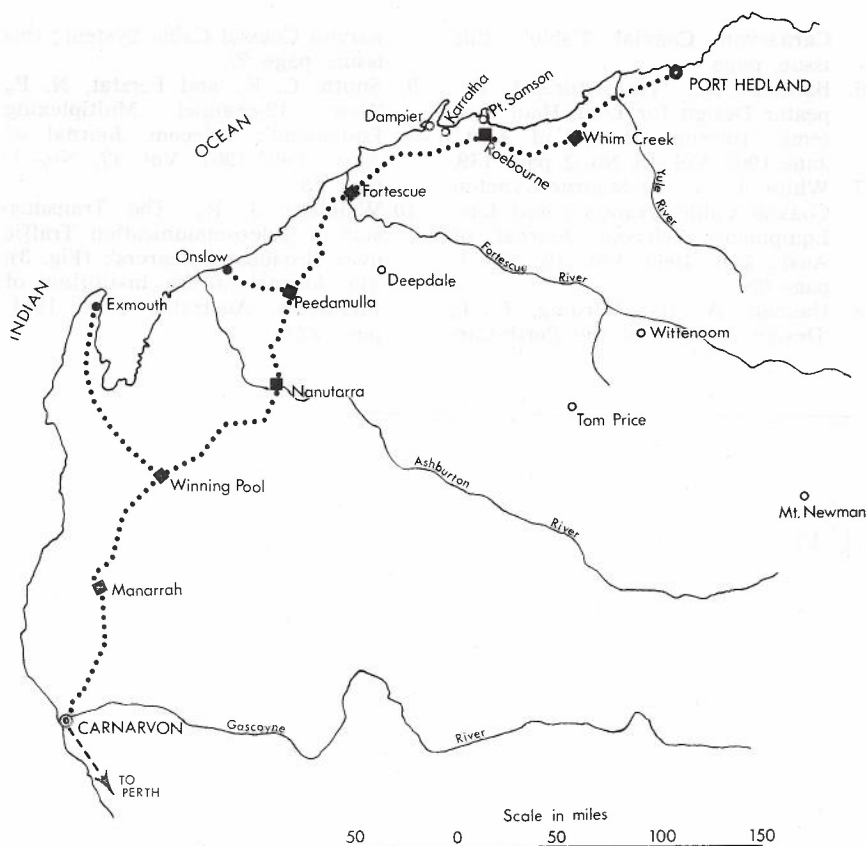 PORT HEDLAND
Pt. Samson
Karratha
Dampier
Whim Creek
Roebourne
OCEAN
Yule
River
Fortescue
Onslow
Fortescue
River
Deepdale
Peedamulla
INDIAN
Exmouth
Wittenoom
Nanutarra
Tom Price
Ashburton
River
Winning Pool
Mt. Newman
Manarrah
CARNARVON
Gascoyne
River
TO
PERTH
Scale in miles
50 0 50 100 150